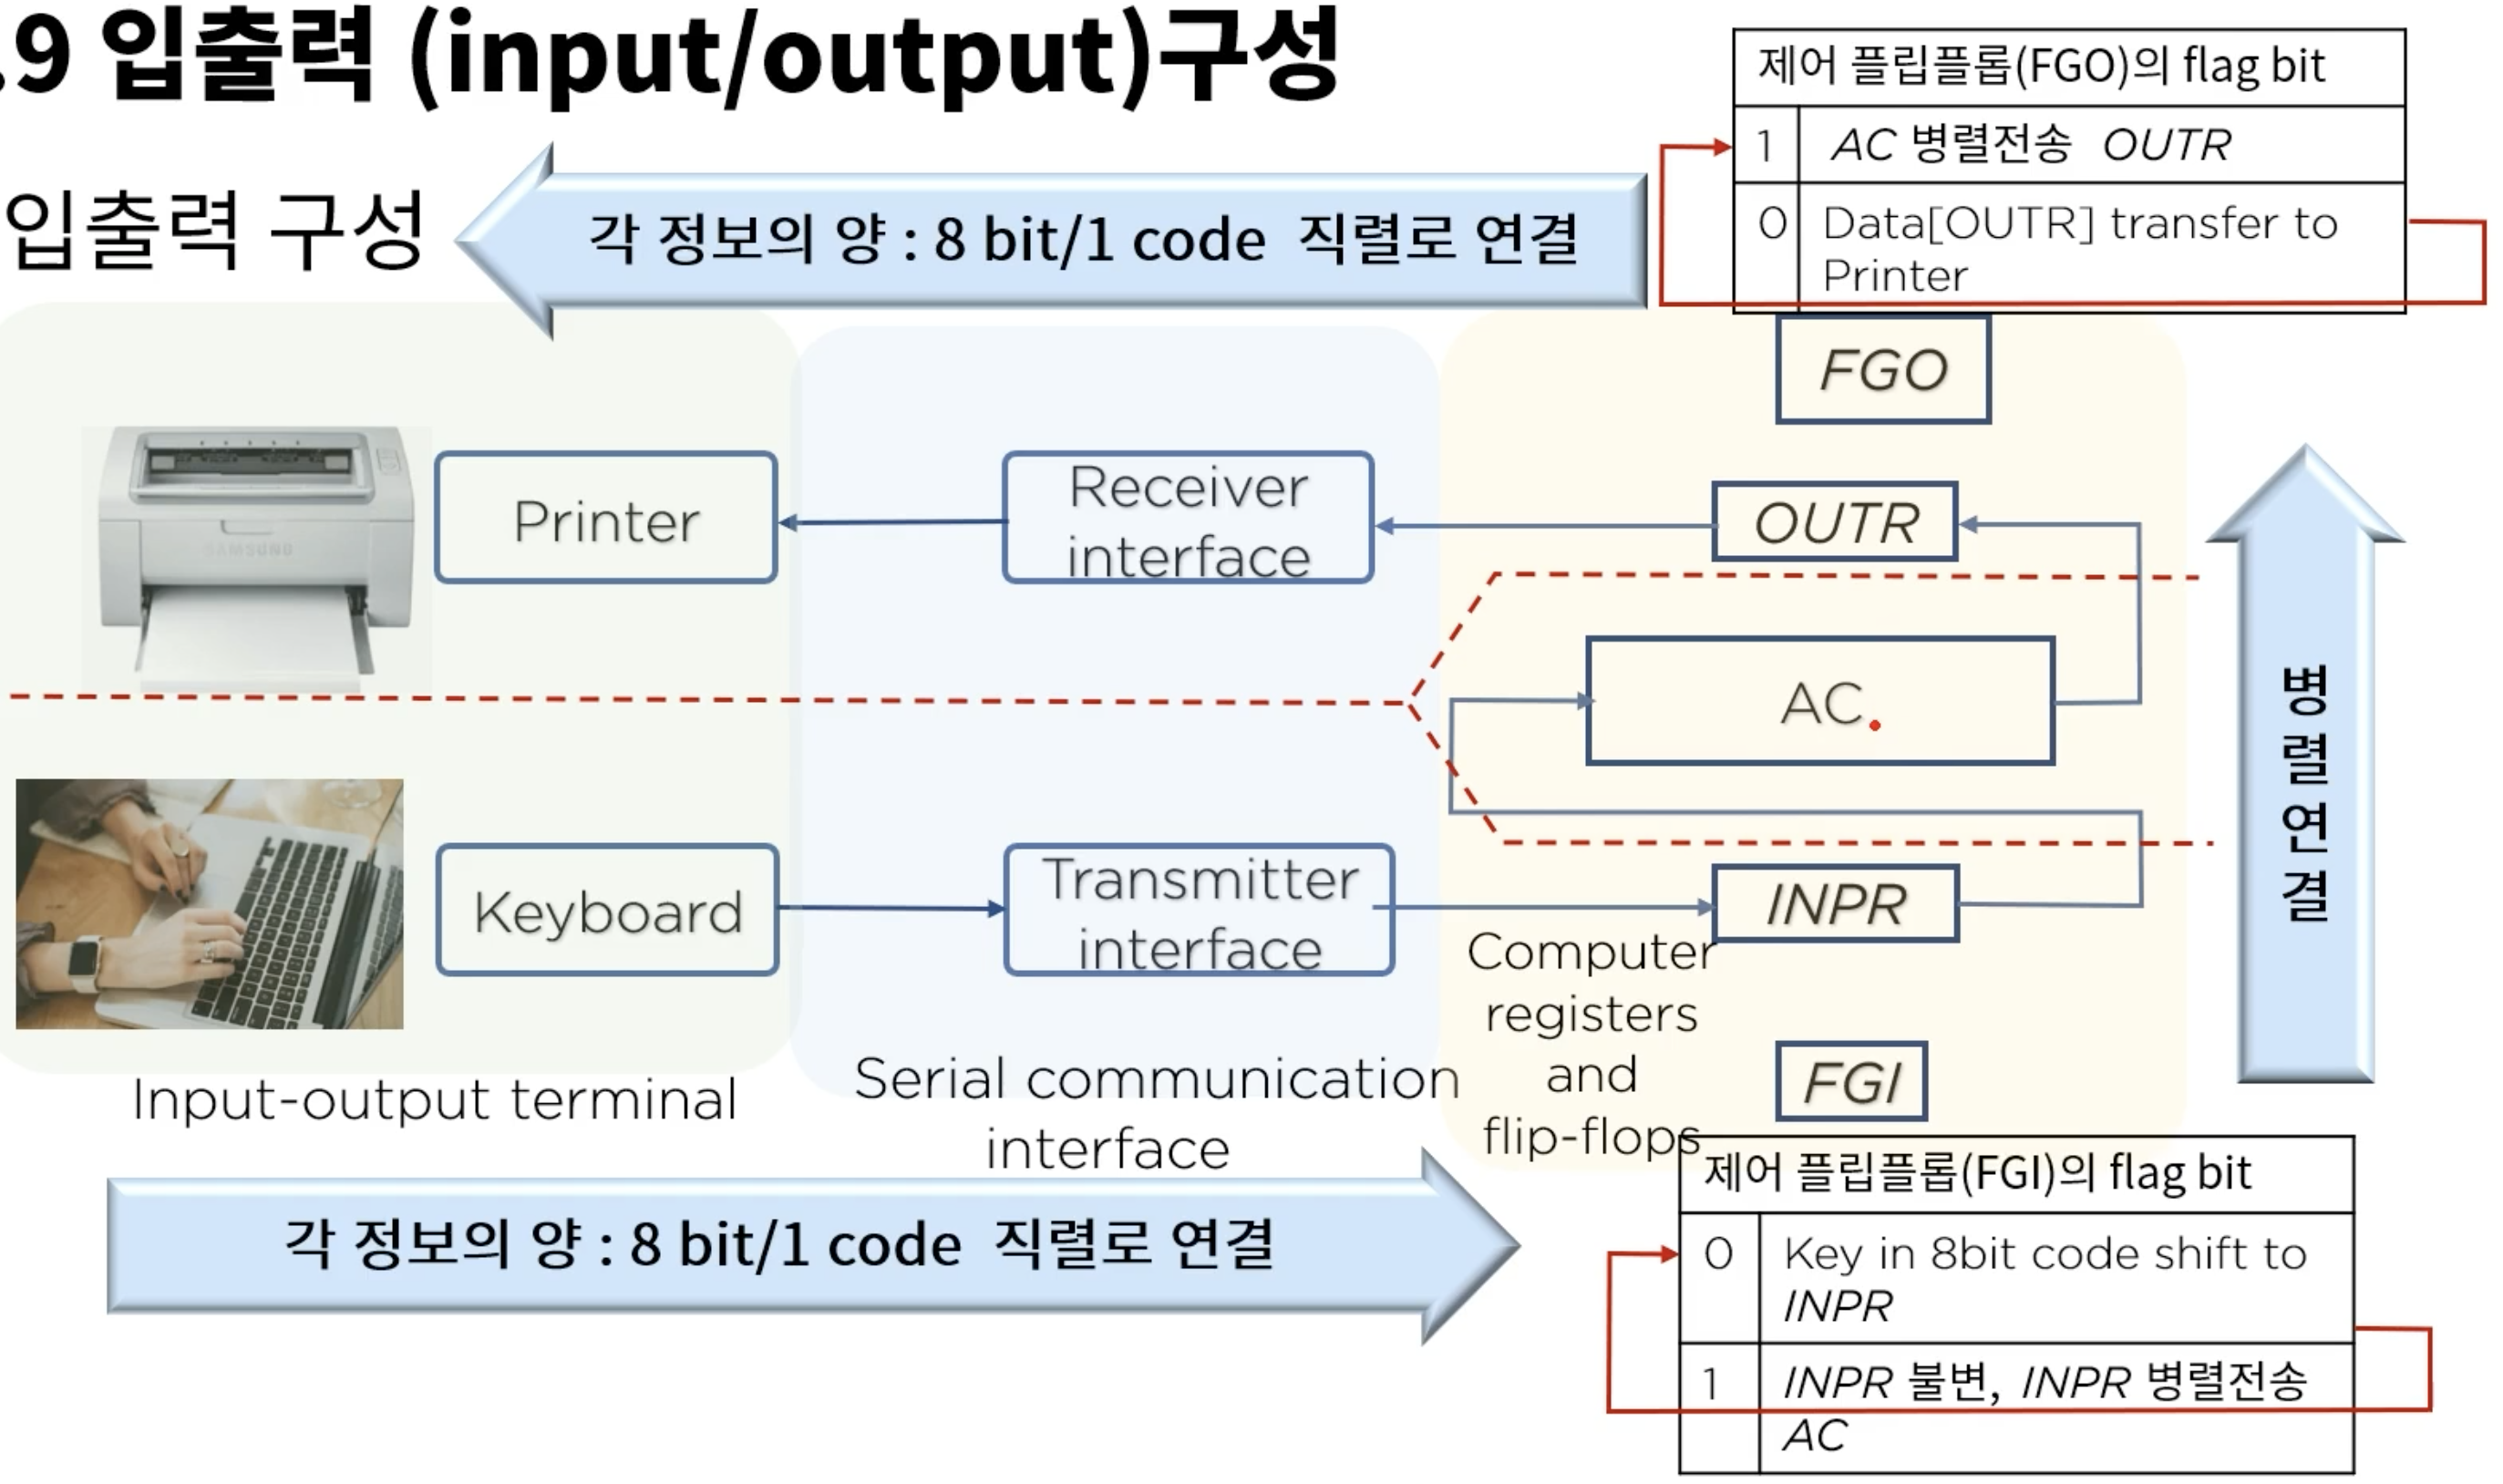 .9 입출력 (input/output)구성
제어 플립플롭(FGO)의 flag bit
1 AC 병렬전송 OUTR
0 Data[OUTR] transfer to
Printer
입출력 구성
각 정보의 양 : 8 bit/1 code 직렬로 연결
FGO
SAMSUNG
Printer
Receiver
interface
OUTR
AC
병
렬
연
결
Keyboard
Transmitter
interface
INPR
Computer
registers
and
flip-flops
FGI
Input-output terminal
Serial communication
interface
각 정보의 양 : 8 bit/1 code 직렬로 연결
제어 플립플롭(FGI)의 flag bit
0 Key in 8bit code shift to
INPR
1 INPR 불변, INPR 병렬전송
AC